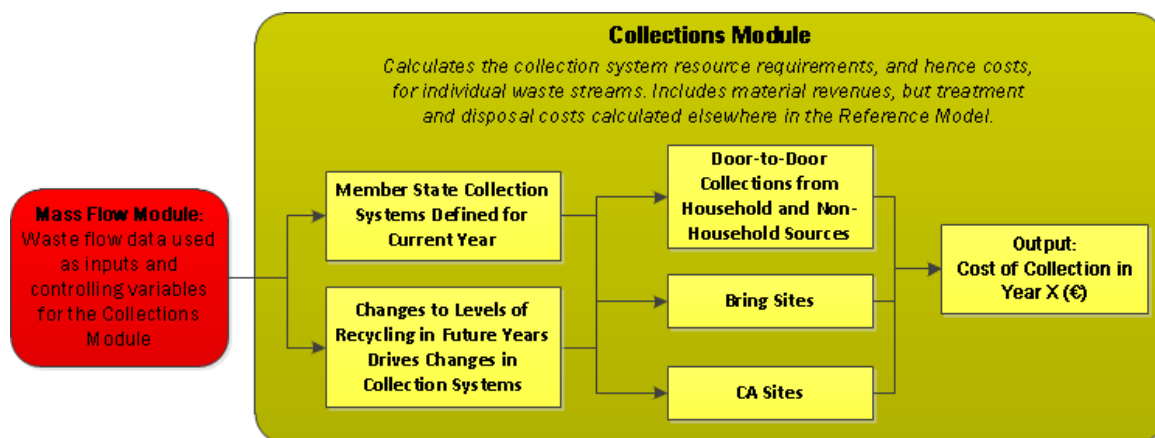 Collections Module
Calculates the collection system resource requirements, and hence costs,
for individual waste streams. Includes material revenues, but treatment
and disposal costs calculated elsewhere in the Reference Model.
Mass Flow Module:
Waste flow data used
as inputs and
controlling variables
for the Collections
Module
Member State Collection
Systems Defined for
Current Year
Changes to Levels of
Recycling in Future Years
Drives Changes in
Collection Systems
Door-to-Door
Collections from
Household and Non-
Household Sources
Bring Sites
CA Sites
Output:
Cost of Collection in
Year X (€)